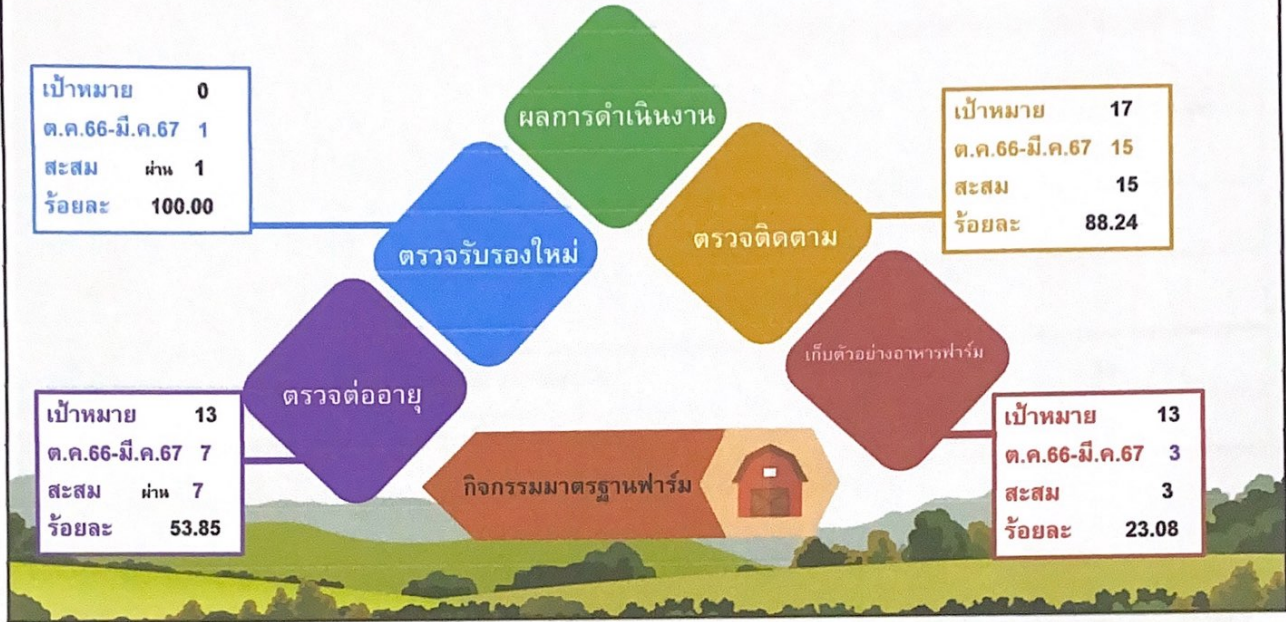 ผลการดำเนินงาน
เป้าหมาย 0
ต.ค.66-มี.ค.67 1
สะสม ผ่าน 1
ร้อยละ 100.00
ตรวจรับรองใหม่
เป้าหมาย 17
ต.ค.66-มี.ค.67 15
สะสม 15
ร้อยละ 88.24
ตรวจติดตาม
เป้าหมาย 13
ต.ค.66-มี.ค.67 7
สะสม ผ่าน 7
ร้อยละ 53.85
ตรวจต่ออายุ
เก็บตัวอย่างอาหารฟาร์ม
เป้าหมาย 13
ต.ค.66-มี.ค.67 3
สะสม 3
ร้อยละ 23.08
กิจกรรมมาตรฐานฟาร์ม